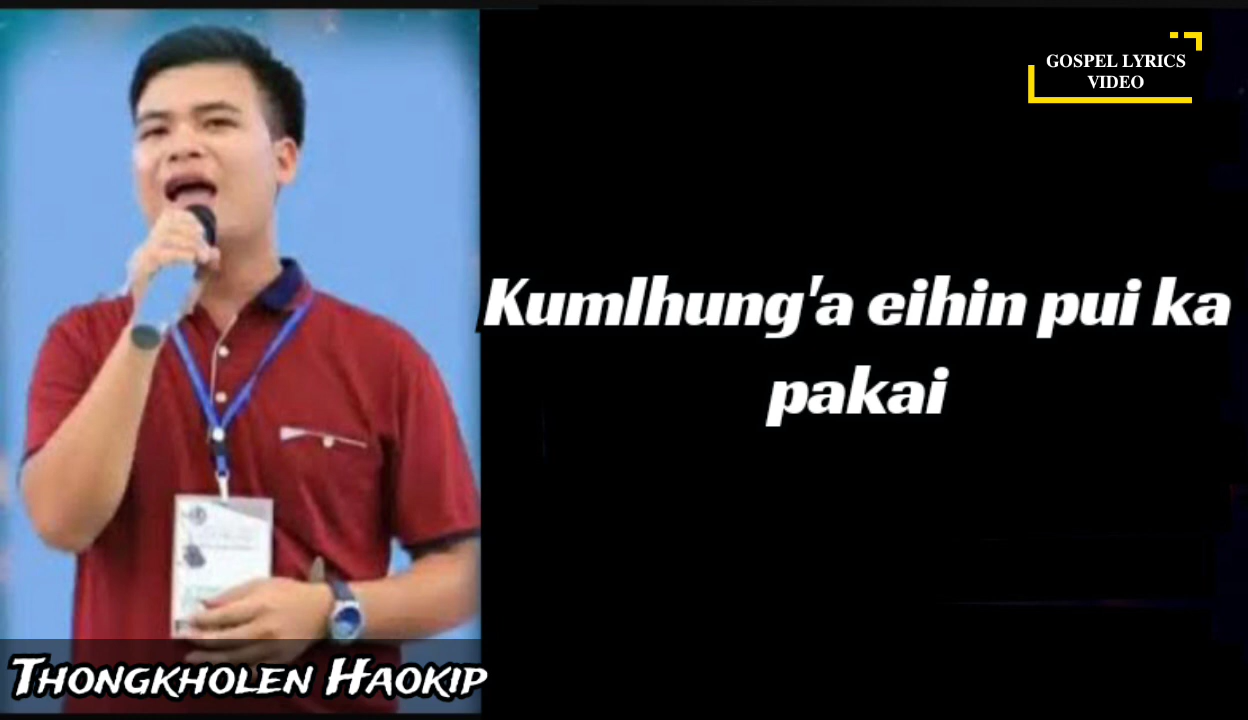 GOSPEL LYRICS
VIDEO
Kumlhung'a eihin pui ka
pakai
Thongkholen Haokip